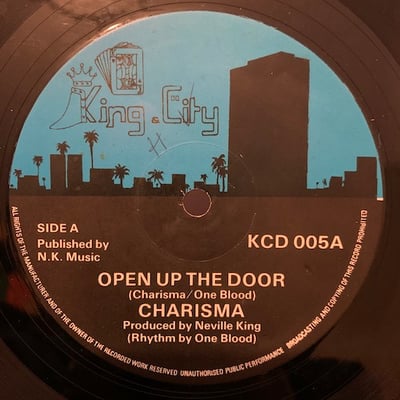 King & City
SIDE A
Published by
N.K. Music
KCD 005A
OPEN UP THE DOOR
(Charisma/One Blood)
CHARISMA
Produced by Neville King
(Rhythm by One Blood)
ALL RIGHTS OF THE MANUFACTURER AND OF THE OWNER OF THE RECORDED WORK RESERVED UNAUTHORISED PUBLIC PERFORMANCE BROADCASTING AND COPYING OF THIS RECORD PROHIBITED